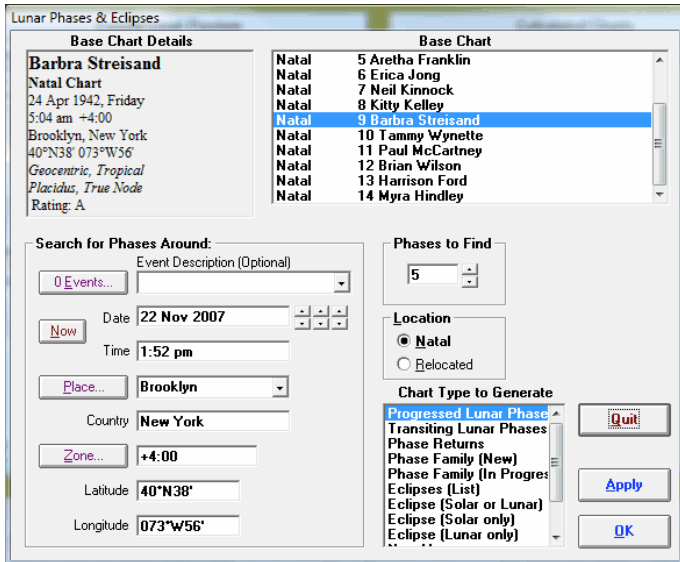 Lunar Phases & Eclipses
Base Chart Details
Barbra Streisand
Natal Chart
24 Apr 1942, Friday
5:04 am +4:00
Brooklyn, New York
40°N38' 073°W56'
Geocentric, Tropical
Placidus, True Node
Rating: A
Base Chart
Natal 5 Aretha Franklin
Natal 6 Erica Jong
Natal 7 Neil Kinnock
Natal 8 Kitty Kelley
Natal 9 Barbra Streisand
Natal 10 Tammy Wynette
Natal 11 Paul McCartney
Natal 12 Brian Wilson
Natal 13 Harrison Ford
Natal 14 Myra Hindley
Search for Phases Around:
Event Description (Optional)
0 Events...
Now
Date 22 Nov 2007
Time 1:52 pm
Place... Brooklyn
Country New York
Zone... +4:00
Latitude 40°N38'
Longitude 073°W56'
Phases to Find
5
Location
Natal
Relocated
Chart Type to Generate
Progressed Lunar Phase
Transiting Lunar Phases
Phase Returns
Phase Family (New)
Phase Family (In Progres
Eclipses (List)
Eclipse (Solar or Lunar)
Eclipse (Solar only)
Eclipse (Lunar only)
Quit
Apply
OK